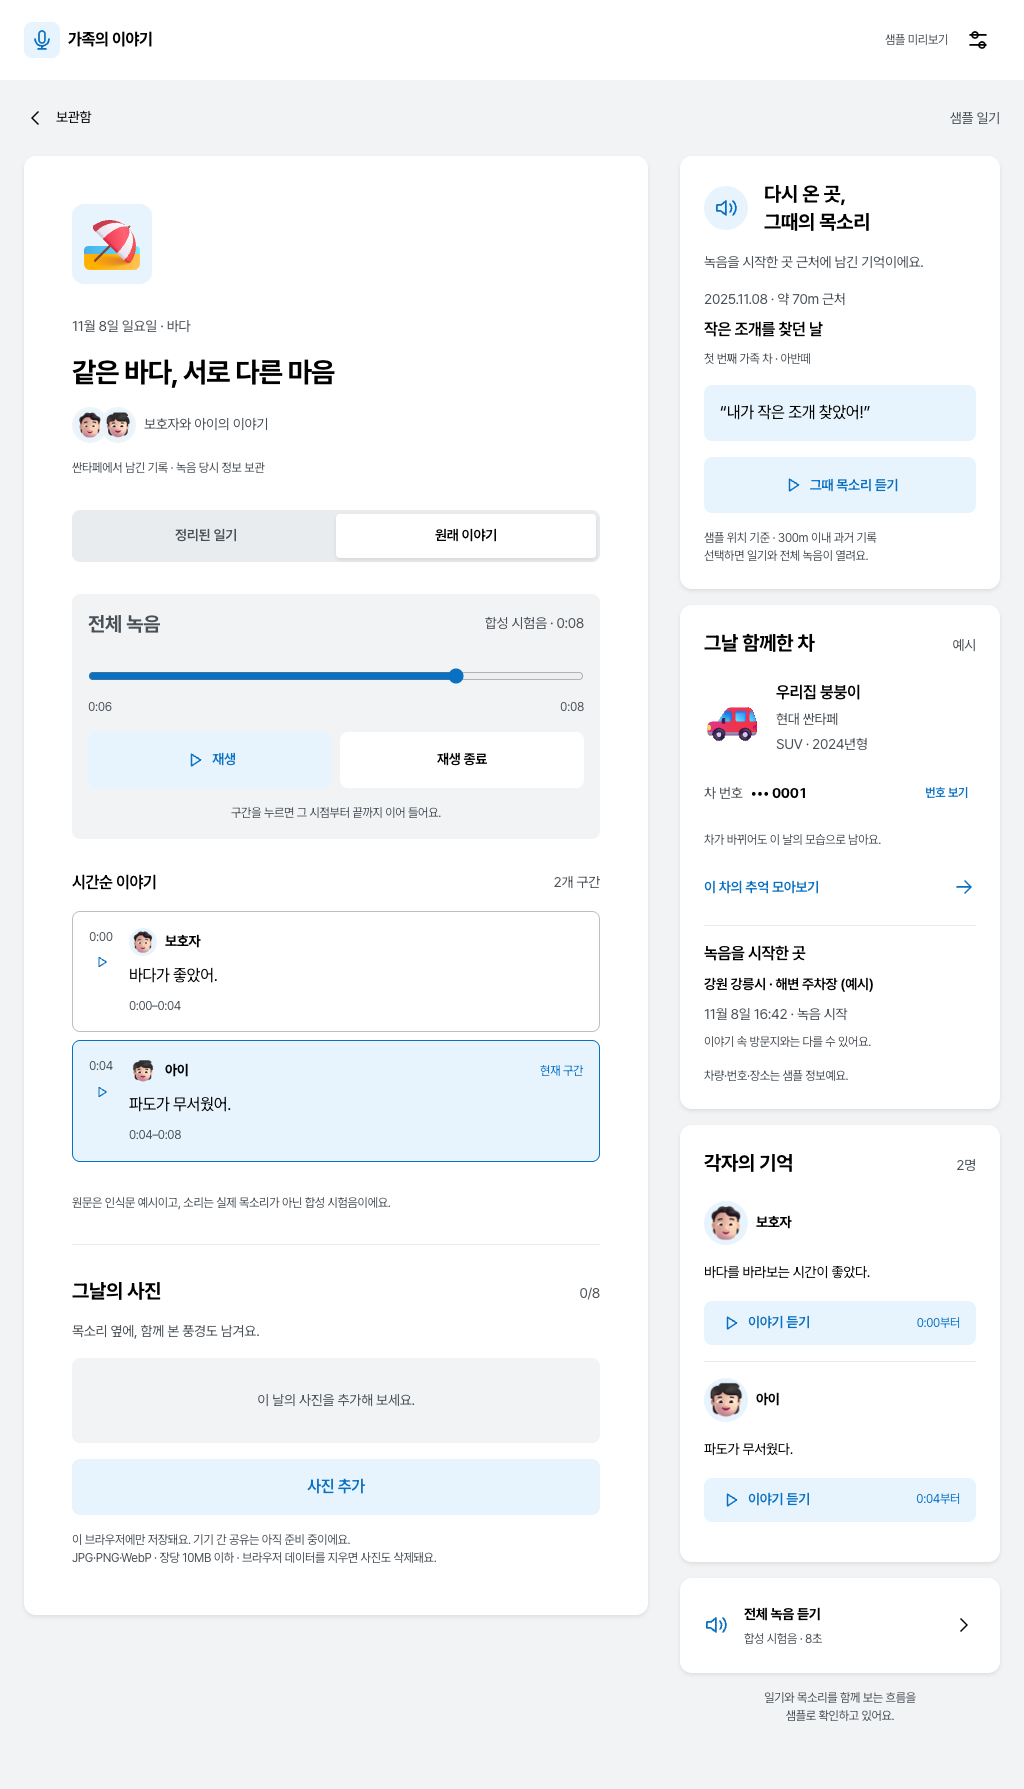 가족의 이야기
샘플 미리보기
보관함
샘플 일기
11월 8일 일요일 · 바다
같은 바다, 서로 다른 마음
보호자와 아이의 이야기
싼타페에서 남긴 기록 · 녹음 당시 정보 보관
정리된 일기
원래 이야기
전체 녹음
합성 시험음 · 0:08
0:06
0:08
재생
재생 종료
구간을 누르면 그 시점부터 끝까지 이어 들어요.
시간순 이야기
2개 구간
0:00
보호자
바다가 좋았어.
0:00–0:04
0:04
아이
현재 구간
파도가 무서웠어.
0:04–0:08
원문은 인식문 예시이고, 소리는 실제 목소리가 아닌 합성 시험음이에요.
그날의 사진
0/8
목소리 옆에, 함께 본 풍경도 남겨요.
이 날의 사진을 추가해 보세요.
사진 추가
이 브라우저에만 저장돼요. 기기 간 공유는 아직 준비 중이에요.
JPG·PNG·WebP · 장당 10MB 이하 · 브라우저 데이터를 지우면 사진도 삭제돼요.
다시 온 곳,
그때의 목소리
녹음을 시작한 곳 근처에 남긴 기억이에요.
2025.11.08 · 약 70m 근처
작은 조개를 찾던 날
첫 번째 가족 차 · 아반떼
“내가 작은 조개 찾았어!”
그때 목소리 듣기
샘플 위치 기준 · 300m 이내 과거 기록
선택하면 일기와 전체 녹음이 열려요.
그날 함께한 차
예시
우리집 붕붕이
현대 싼타페
SUV · 2024년형
차 번호 ••• 0001
번호 보기
차가 바뀌어도 이 날의 모습으로 남아요.
이 차의 추억 모아보기
녹음을 시작한 곳
강원 강릉시 · 해변 주차장 (예시)
11월 8일 16:42 · 녹음 시작
이야기 속 방문지와는 다를 수 있어요.
차량·번호·장소는 샘플 정보예요.
각자의 기억
2명
보호자
바다를 바라보는 시간이 좋았다.
이야기 듣기
0:00부터
아이
파도가 무서웠다.
이야기 듣기
0:04부터
전체 녹음 듣기
합성 시험음 · 8초
일기와 목소리를 함께 보는 흐름을
샘플로 확인하고 있어요.